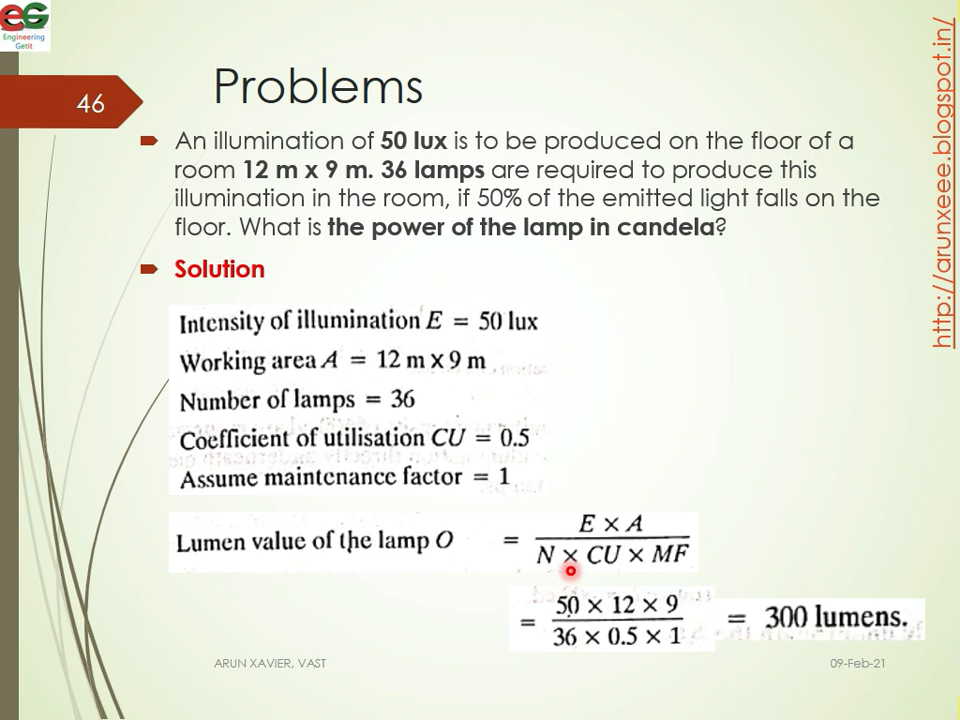 EG
Engineering
Getit
46
Problems
An illumination of 50 lux is to be produced on the floor of a
room 12 m x 9 m. 36 lamps are required to produce this
illumination in the room, if 50% of the emitted light falls on the
floor. What is the power of the lamp in candela?
Solution
Intensity of illumination E = 50 lux
Working area A = 12 m x 9 m
Number of lamps = 36
Coefficient of utilisation CU = 0.5
Assume maintenance factor = 1
Lumen value of the lamp O = E × A / N × CU × MF
= 50 × 12 × 9 / 36 × 0.5 × 1 = 300 lumens.
ARUN XAVIER, VAST
09-Feb-21
http://arunxeee.blogspot.in/